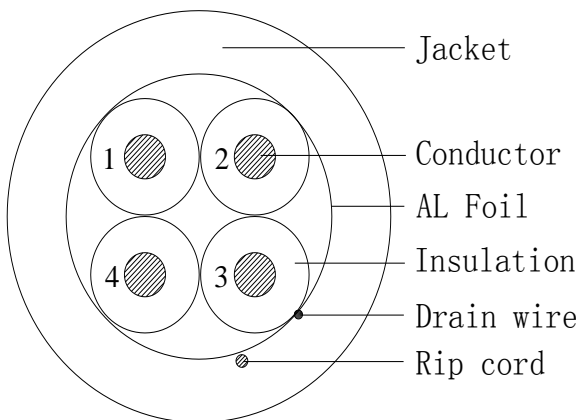 Jacket
1
2
Conductor
AL Foil
Insulation
4
3
Drain wire
Rip cord